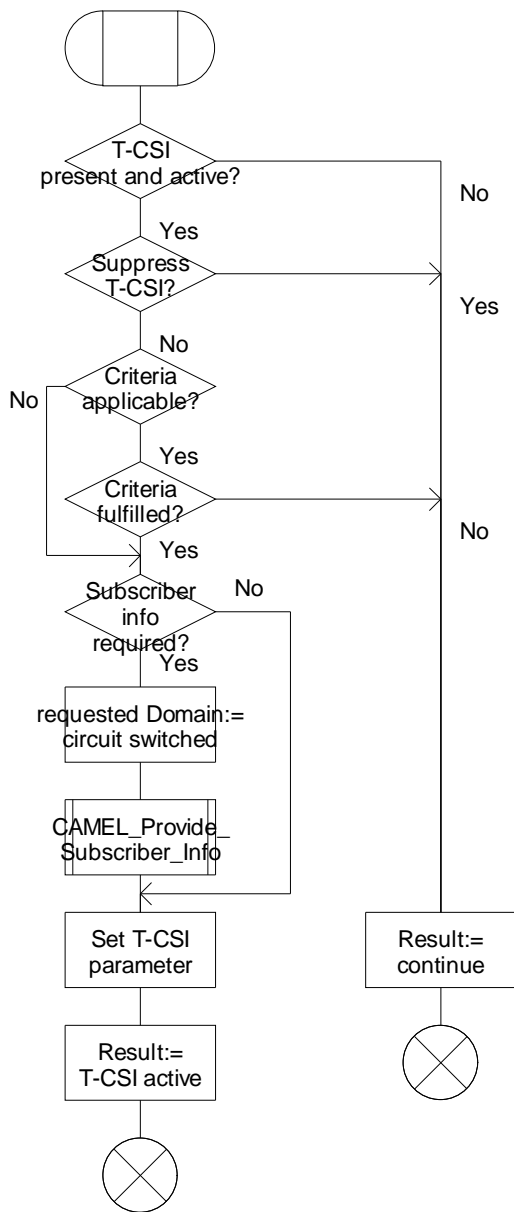 T-CSI
present and active?
No
Yes
Suppress
T-CSI?
Yes
No
Criteria
applicable?
No
Yes
Criteria
fulfilled?
No
Yes
Subscriber
info
required?
No
Yes
requested Domain:=
circuit switched
CAMEL_Provide_
Subscriber_Info
Set T-CSI
parameter
Result:=
continue
Result:=
T-CSI active